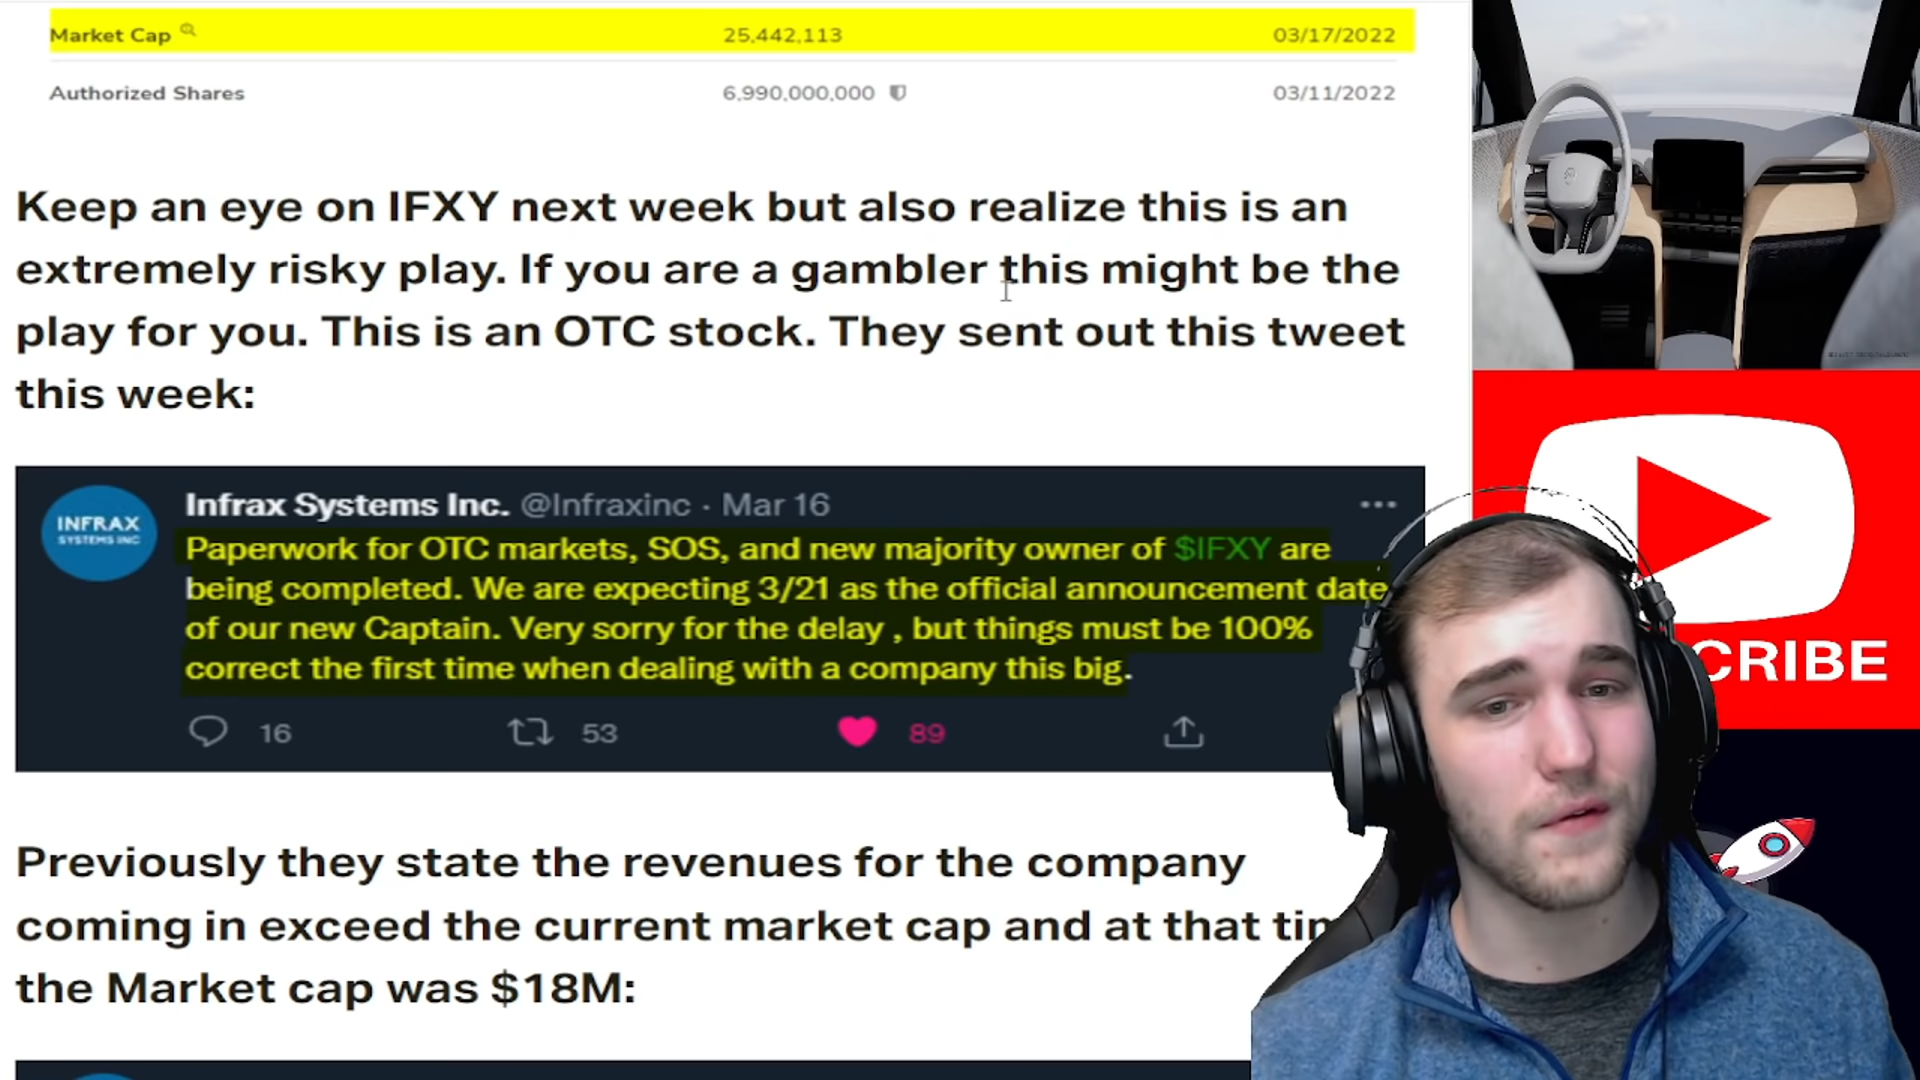 Market Cap 25,442,113 03/17/2022
Authorized Shares 6,990,000,000 03/11/2022
Keep an eye on IFXY next week but also realize this is an
extremely risky play. If you are a gambler this might be the
play for you. This is an OTC stock. They sent out this tweet
this week:
INFRAX
SYSTEMS INC
Infrax Systems Inc. @Infraxinc · Mar 16
Paperwork for OTC markets, SOS, and new majority owner of $IFXY are
being completed. We are expecting 3/21 as the official announcement date
of our new Captain. Very sorry for the delay , but things must be 100%
correct the first time when dealing with a company this big.
16 53 89
Previously they state the revenues for the company
coming in exceed the current market cap and at that tim
the Market cap was $18M:
CRIBE